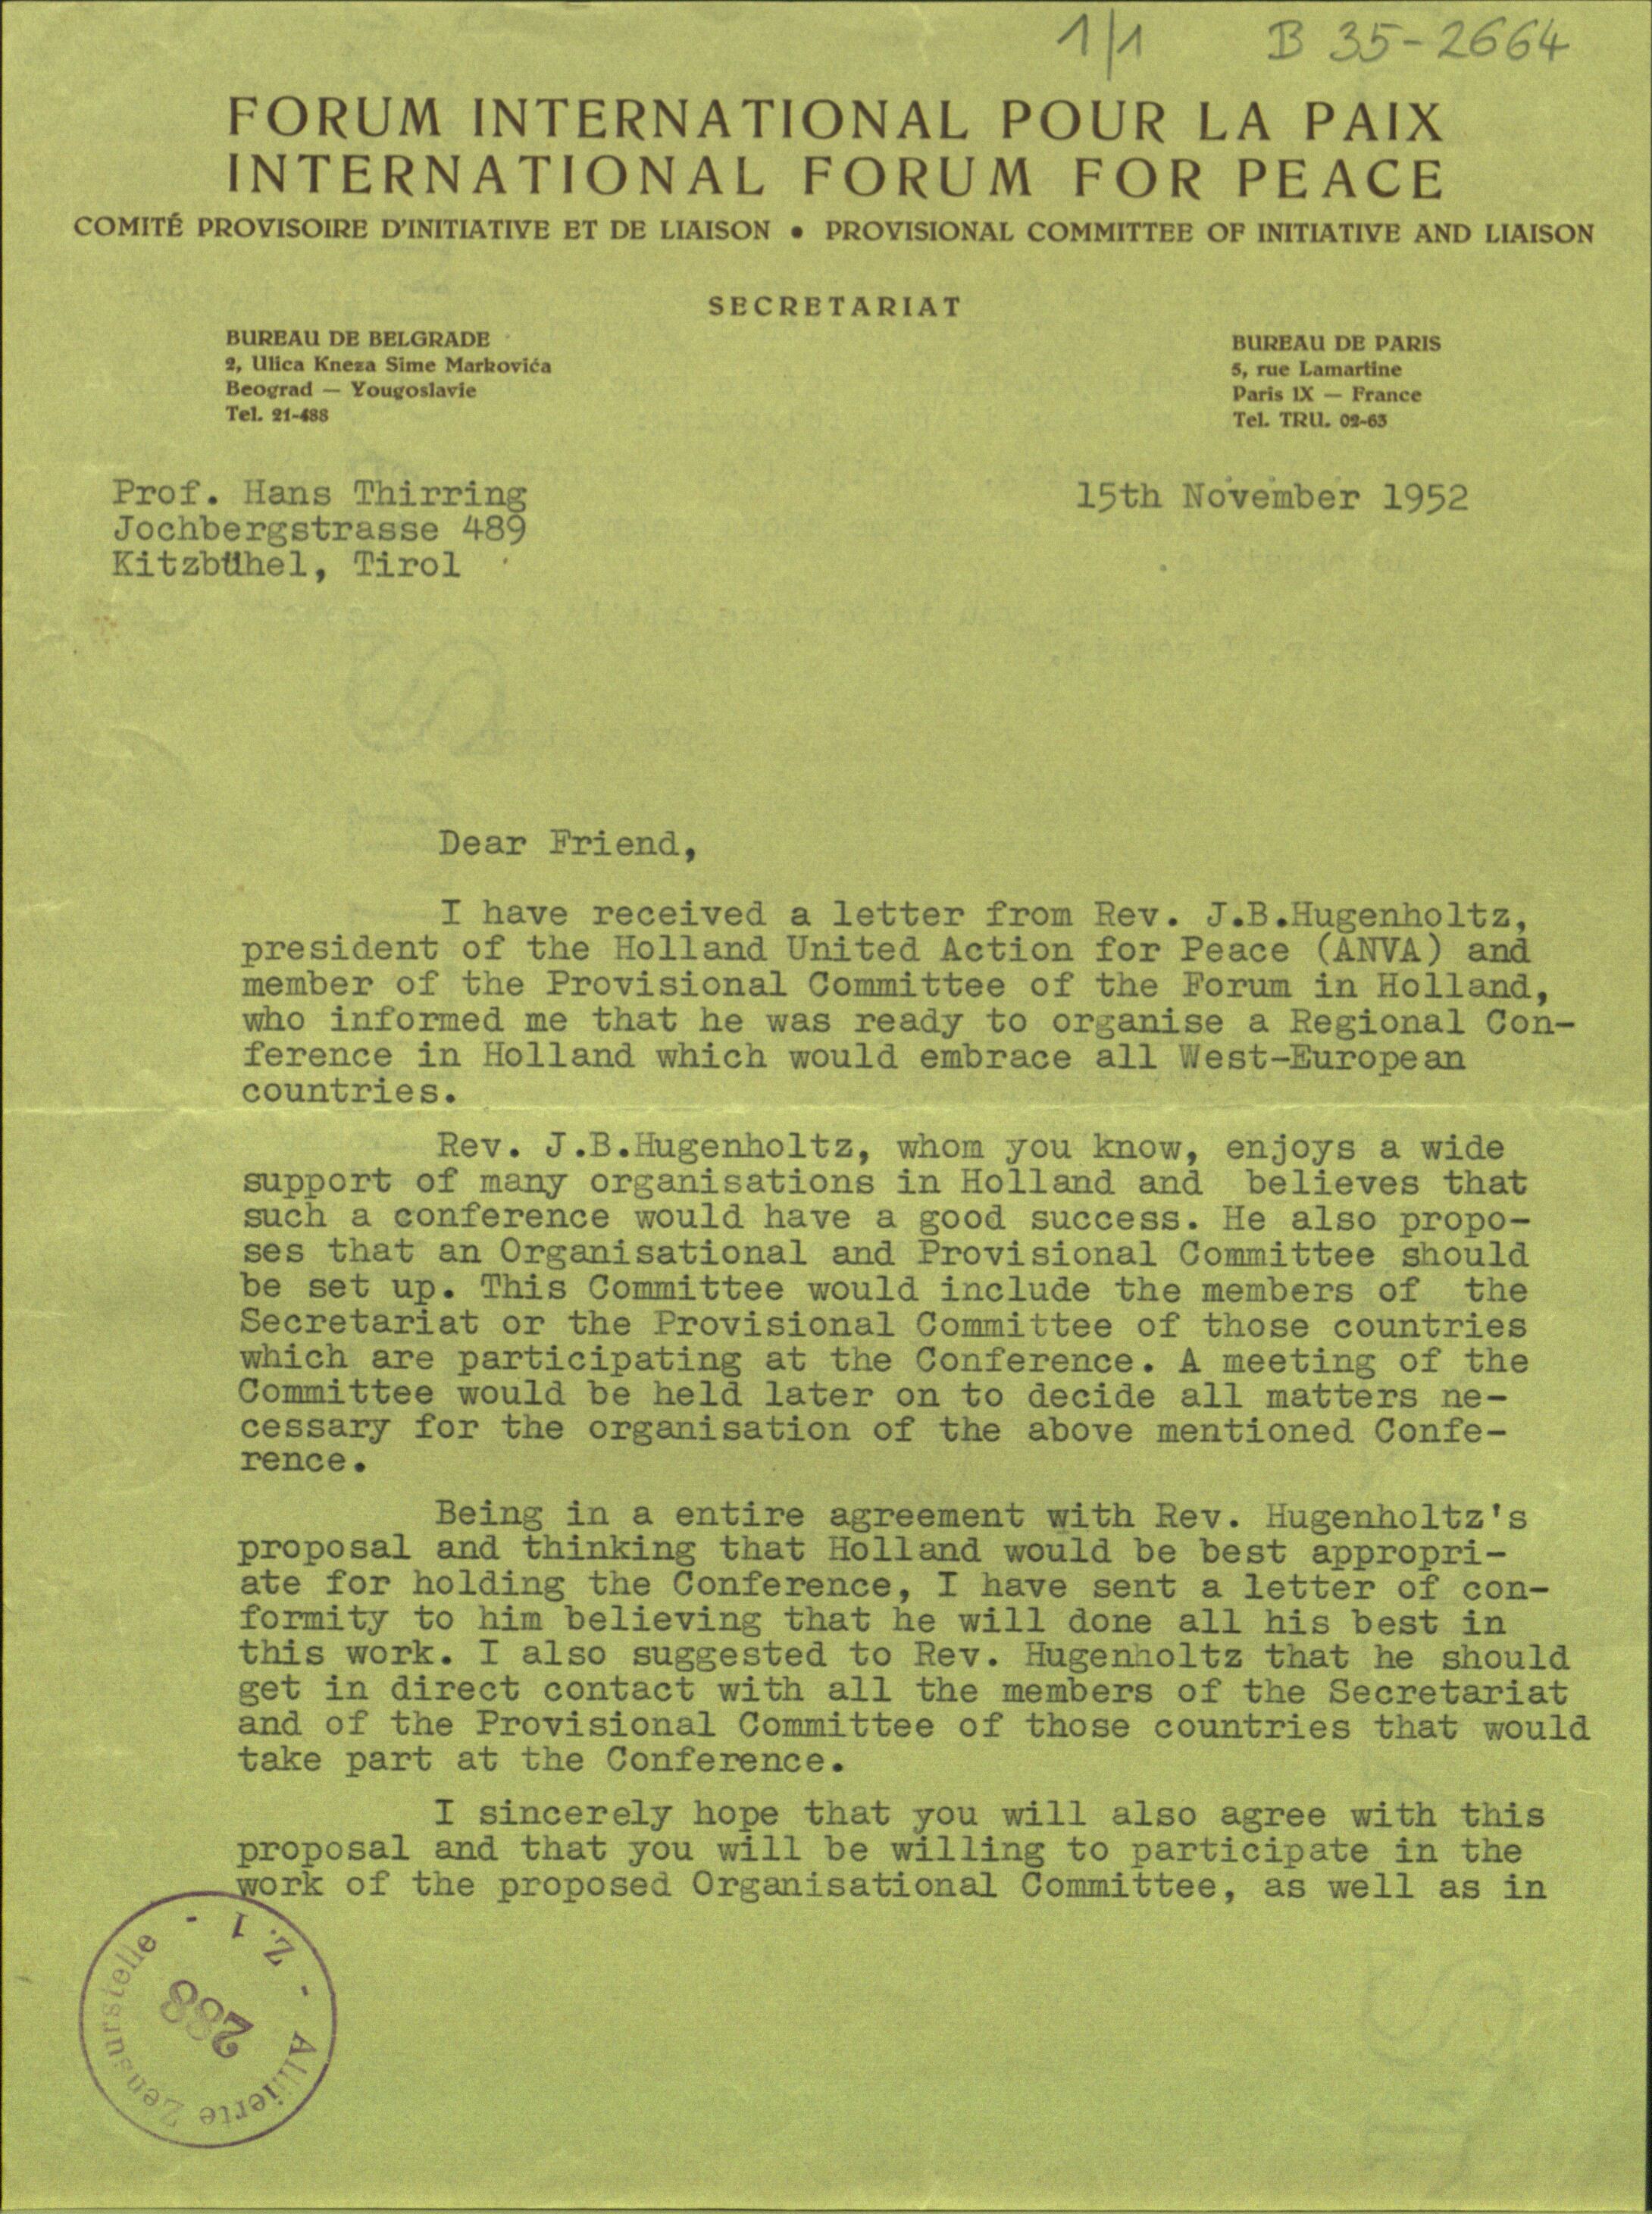 1/1 B 35-2664
FORUM INTERNATIONAL POUR LA PAIX
INTERNATIONAL FORUM FOR PEACE
COMITÉ PROVISOIRE D'INITIATIVE ET DE LIAISON • PROVISIONAL COMMITTEE OF INITIATIVE AND LIAISON
SECRETARIAT
BUREAU DE BELGRADE
2, Ulica Kneza Sime Markovića
Beograd — Yougoslavie
Tel. 21-488
BUREAU DE PARIS
5, rue Lamartine
Paris IX — France
Tel. TRU. 02-63
Prof. Hans Thirring
Jochbergstrasse 489
Kitzbühel, Tirol
15th November 1952
Dear Friend,
I have received a letter from Rev. J.B.Hugenholtz,
president of the Holland United Action for Peace (ANVA) and
member of the Provisional Committee of the Forum in Holland,
who informed me that he was ready to organise a Regional Con-
ference in Holland which would embrace all West-European
countries.
Rev. J.B.Hugenholtz, whom you know, enjoys a wide
support of many organisations in Holland and believes that
such a conference would have a good success. He also propo-
ses that an Organisational and Provisional Committee should
be set up. This Committee would include the members of the
Secretariat or the Provisional Committee of those countries
which are participating at the Conference. A meeting of the
Committee would be held later on to decide all matters ne-
cessary for the organisation of the above mentioned Confe-
rence.
Being in a entire agreement with Rev. Hugenholtz's
proposal and thinking that Holland would be best appropri-
ate for holding the Conference, I have sent a letter of con-
formity to him believing that he will done all his best in
this work. I also suggested to Rev. Hugenholtz that he should
get in direct contact with all the members of the Secretariat
and of the Provisional Committee of those countries that would
take part at the Conference.
I sincerely hope that you will also agree with this
proposal and that you will be willing to participate in the
work of the proposed Organisational Committee, as well as in
Alliierte Zensurstelle - Z. 1 -
288